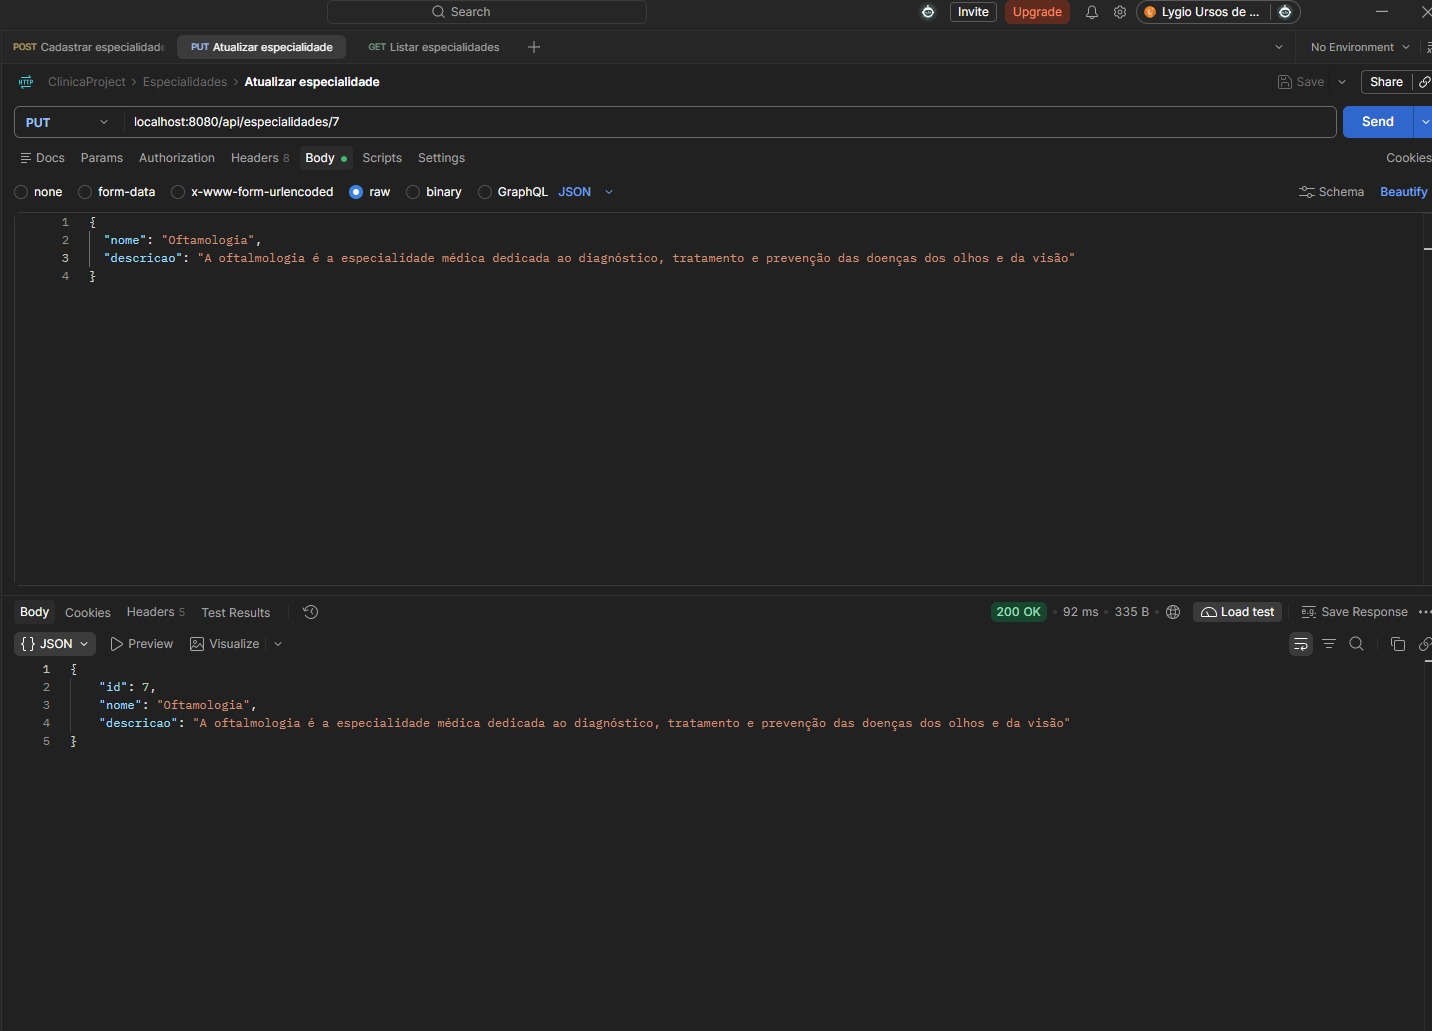 Search
Invite
Upgrade
Lygio Ursos de ...
POST Cadastrar especialidade
PUT Atualizar especialidade
GET Listar especialidades
No Environment
HTTP ClinicaProject > Especialidades > Atualizar especialidade
Save
Share
PUT
localhost:8080/api/especialidades/7
Send
Docs Params Authorization Headers 8 Body Scripts Settings
Cookies
none form-data x-www-form-urlencoded raw binary GraphQL JSON
Schema Beautify
1 {
2 "nome": "Oftamologia",
3 "descricao": "A oftalmologia é a especialidade médica dedicada ao diagnóstico, tratamento e prevenção das doenças dos olhos e da visão"
4 }
Body Cookies Headers 5 Test Results
200 OK • 92 ms • 335 B
Load test
e.g. Save Response
{ } JSON Preview Visualize
1 {
2 "id": 7,
3 "nome": "Oftamologia",
4 "descricao": "A oftalmologia é a especialidade médica dedicada ao diagnóstico, tratamento e prevenção das doenças dos olhos e da visão"
5 }